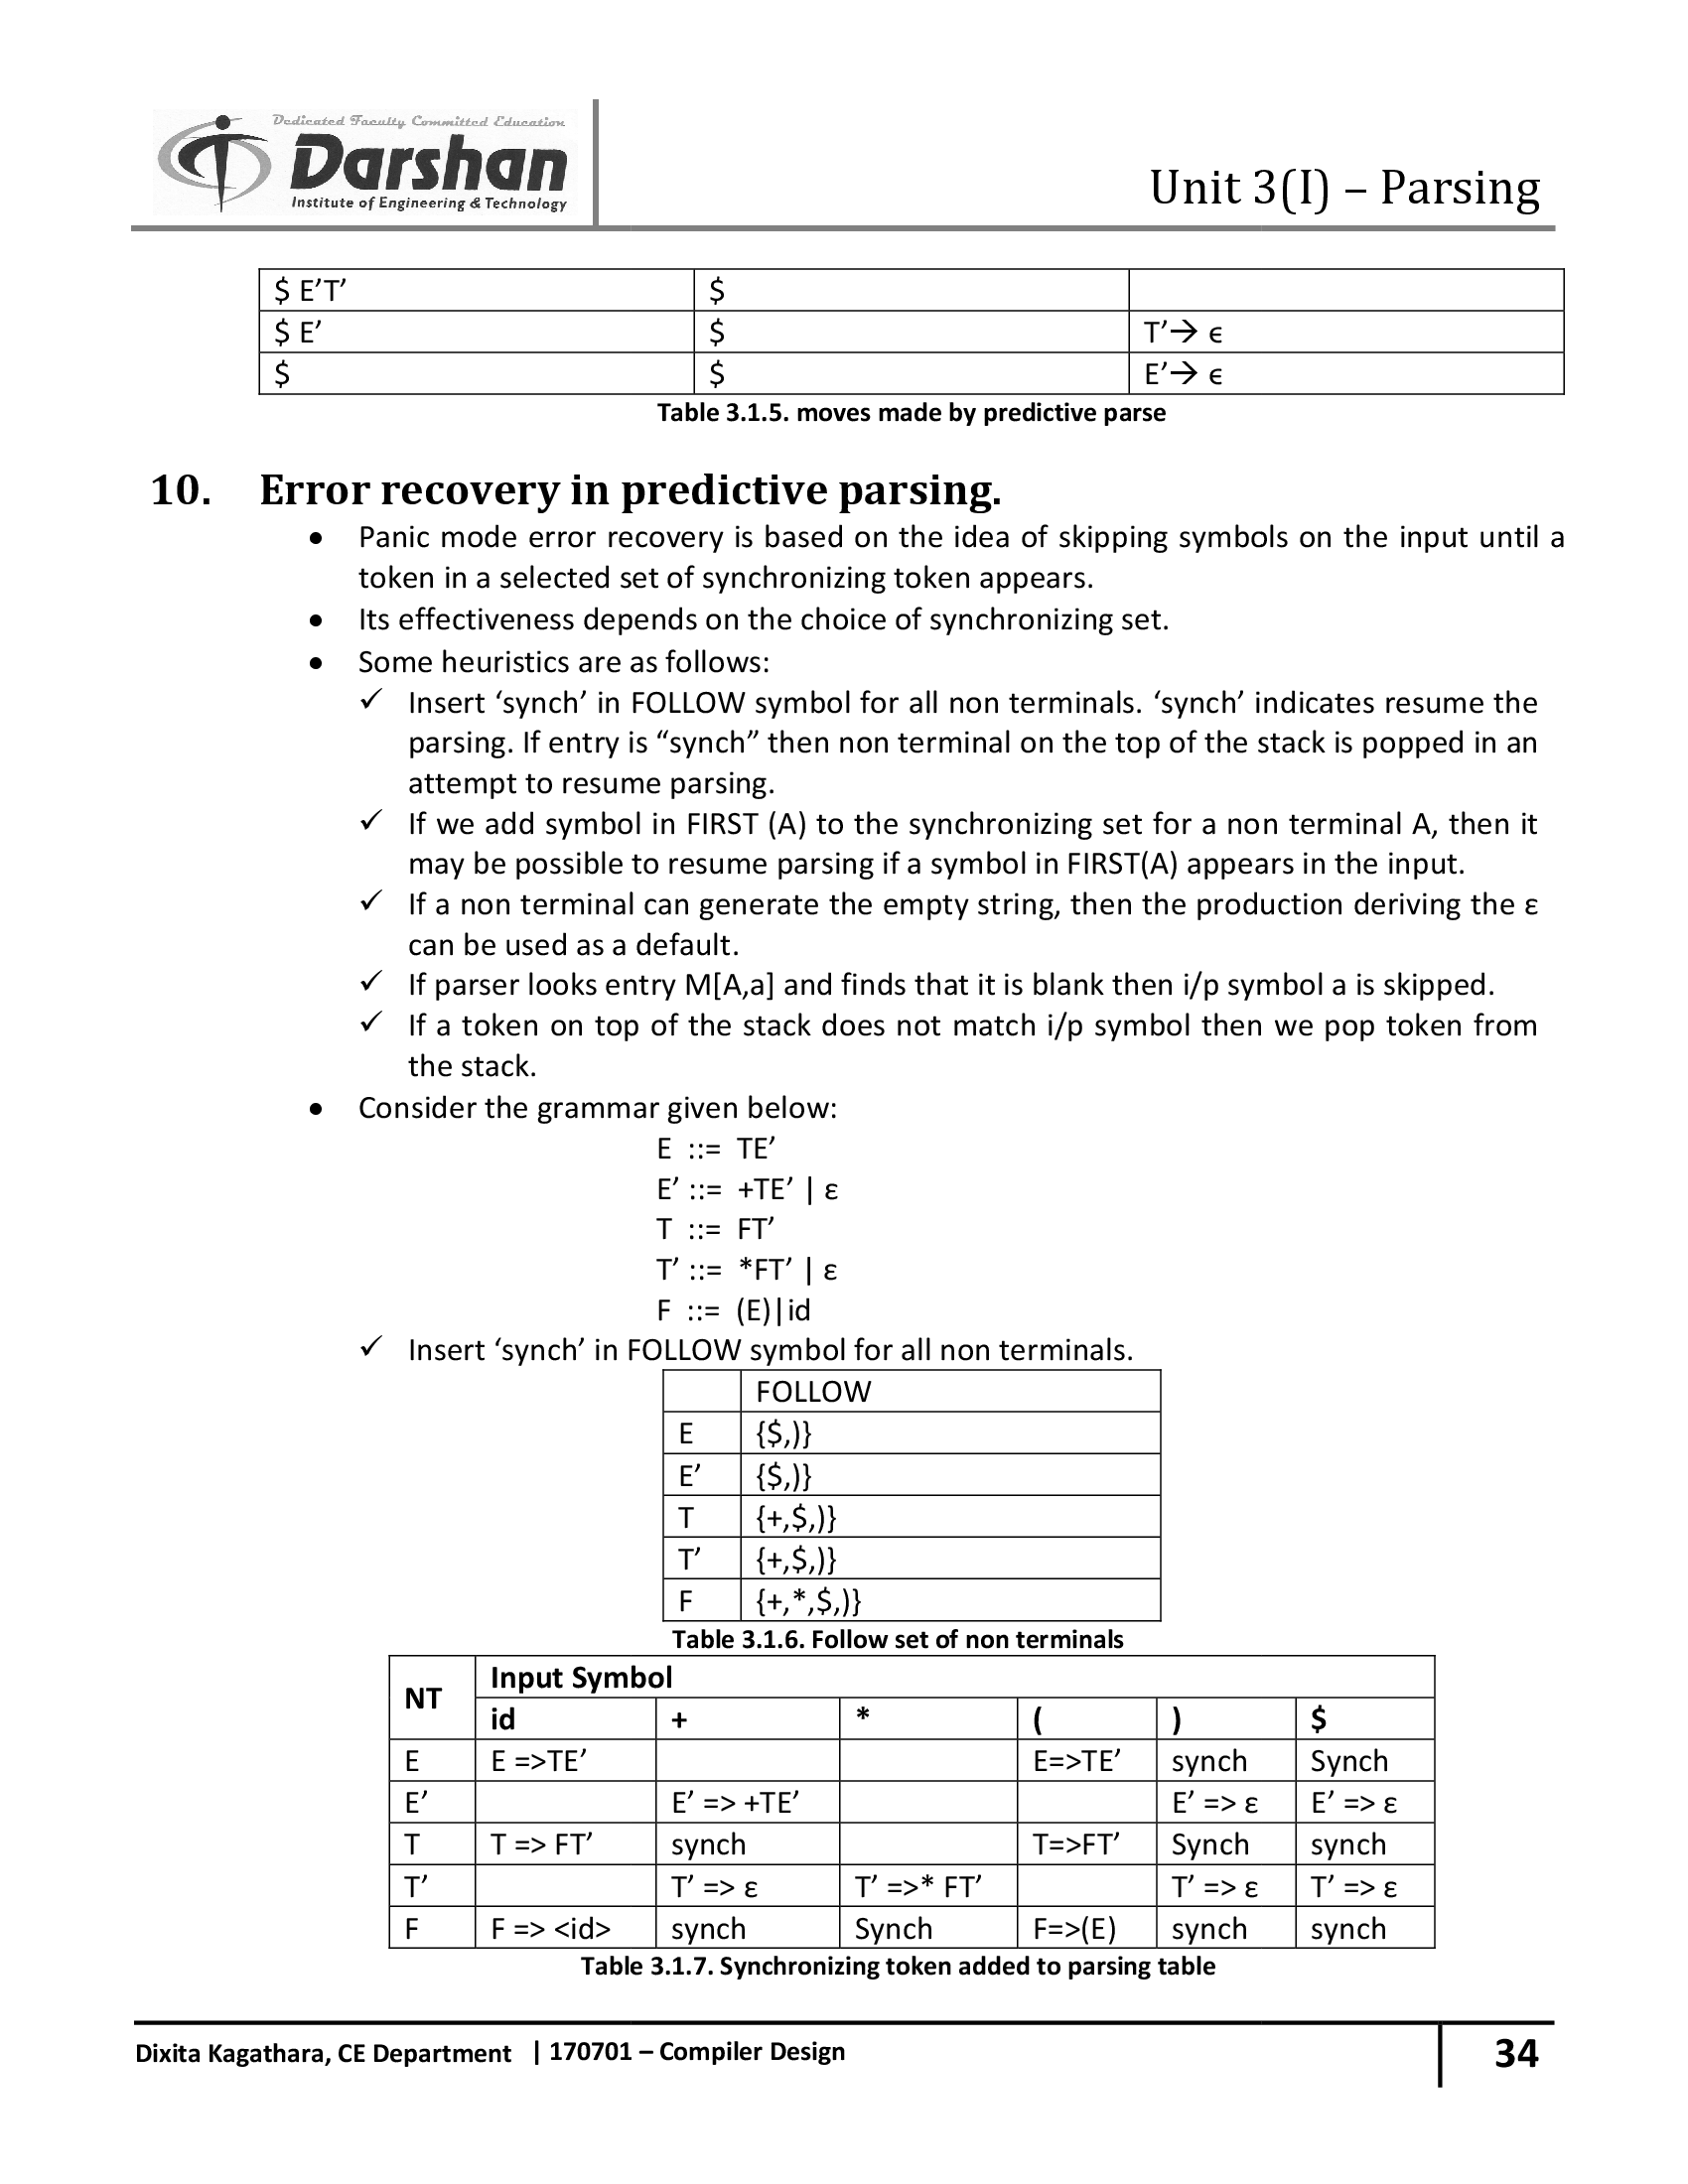 Dedicated Faculty Committed Education
Darshan
Institute of Engineering & Technology
Unit 3(I) – Parsing
$ E’T’ $
$ E’ $ T’→ ϵ
$ $ E’→ ϵ
Table 3.1.5. moves made by predictive parse
10. Error recovery in predictive parsing.
• Panic mode error recovery is based on the idea of skipping symbols on the input until a
token in a selected set of synchronizing token appears.
• Its effectiveness depends on the choice of synchronizing set.
• Some heuristics are as follows:
✓ Insert ‘synch’ in FOLLOW symbol for all non terminals. ‘synch’ indicates resume the
parsing. If entry is “synch” then non terminal on the top of the stack is popped in an
attempt to resume parsing.
✓ If we add symbol in FIRST (A) to the synchronizing set for a non terminal A, then it
may be possible to resume parsing if a symbol in FIRST(A) appears in the input.
✓ If a non terminal can generate the empty string, then the production deriving the ε
can be used as a default.
✓ If parser looks entry M[A,a] and finds that it is blank then i/p symbol a is skipped.
✓ If a token on top of the stack does not match i/p symbol then we pop token from
the stack.
• Consider the grammar given below:
E ::= TE’
E’ ::= +TE’ | ε
T ::= FT’
T’ ::= *FT’ | ε
F ::= (E)|id
✓ Insert ‘synch’ in FOLLOW symbol for all non terminals.
FOLLOW
E {$,)}
E’ {$,)}
T {+,$,)}
T’ {+,$,)}
F {+,*,$,)}
Table 3.1.6. Follow set of non terminals
NT Input Symbol
id + * ( ) $
E E =>TE’ E=>TE’ synch Synch
E’ E’ => +TE’ E’ => ε E’ => ε
T T => FT’ synch T=>FT’ Synch synch
T’ T’ => ε T’ =>* FT’ T’ => ε T’ => ε
F F => <id> synch Synch F=>(E) synch synch
Table 3.1.7. Synchronizing token added to parsing table
Dixita Kagathara, CE Department | 170701 – Compiler Design 34